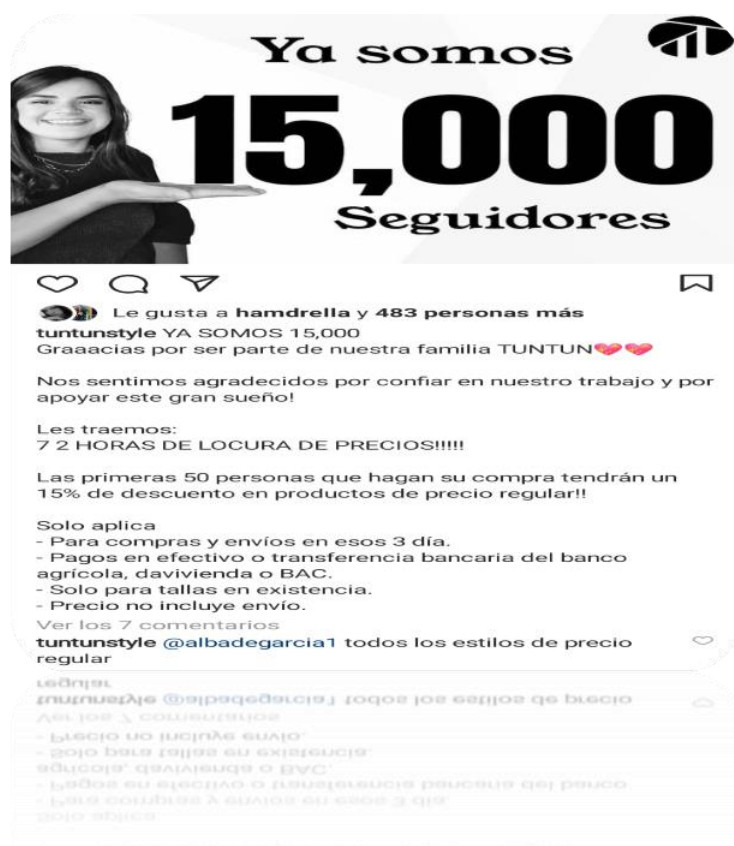 Ya somos
15,000
Seguidores
Le gusta a hamdrella y 483 personas más
tuntunstyle YA SOMOS 15,000
Graaacias por ser parte de nuestra familia TUNTUN💖💖
Nos sentimos agradecidos por confiar en nuestro trabajo y por
apoyar este gran sueño!
Les traemos:
7 2 HORAS DE LOCURA DE PRECIOS!!!!!
Las primeras 50 personas que hagan su compra tendrán un
15% de descuento en productos de precio regular!!
Solo aplica
- Para compras y envíos en esos 3 día.
- Pagos en efectivo o transferencia bancaria del banco
agrícola, davivienda o BAC.
- Solo para tallas en existencia.
- Precio no incluye envío.
Ver los 7 comentarios
tuntunstyle @albadegarcia1 todos los estilos de precio
regular